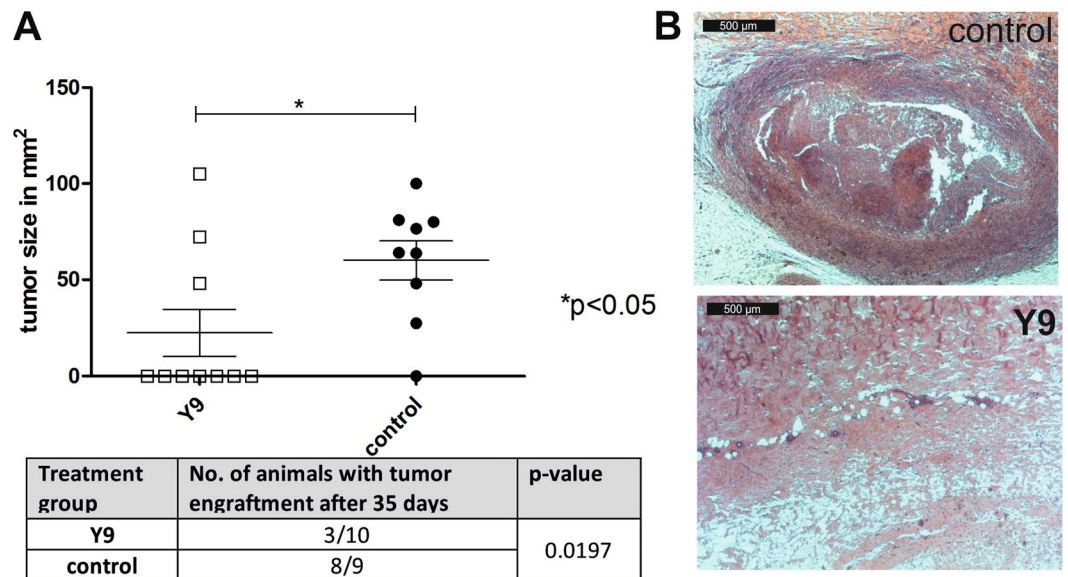 A
150
*
100
50
0
tumor size in mm²
Y9
control
*p<0.05
Treatment group
No. of animals with tumor engraftment after 35 days
p-value
Y9
3/10
0.0197
control
8/9
B
500 µm
control
500 µm
Y9